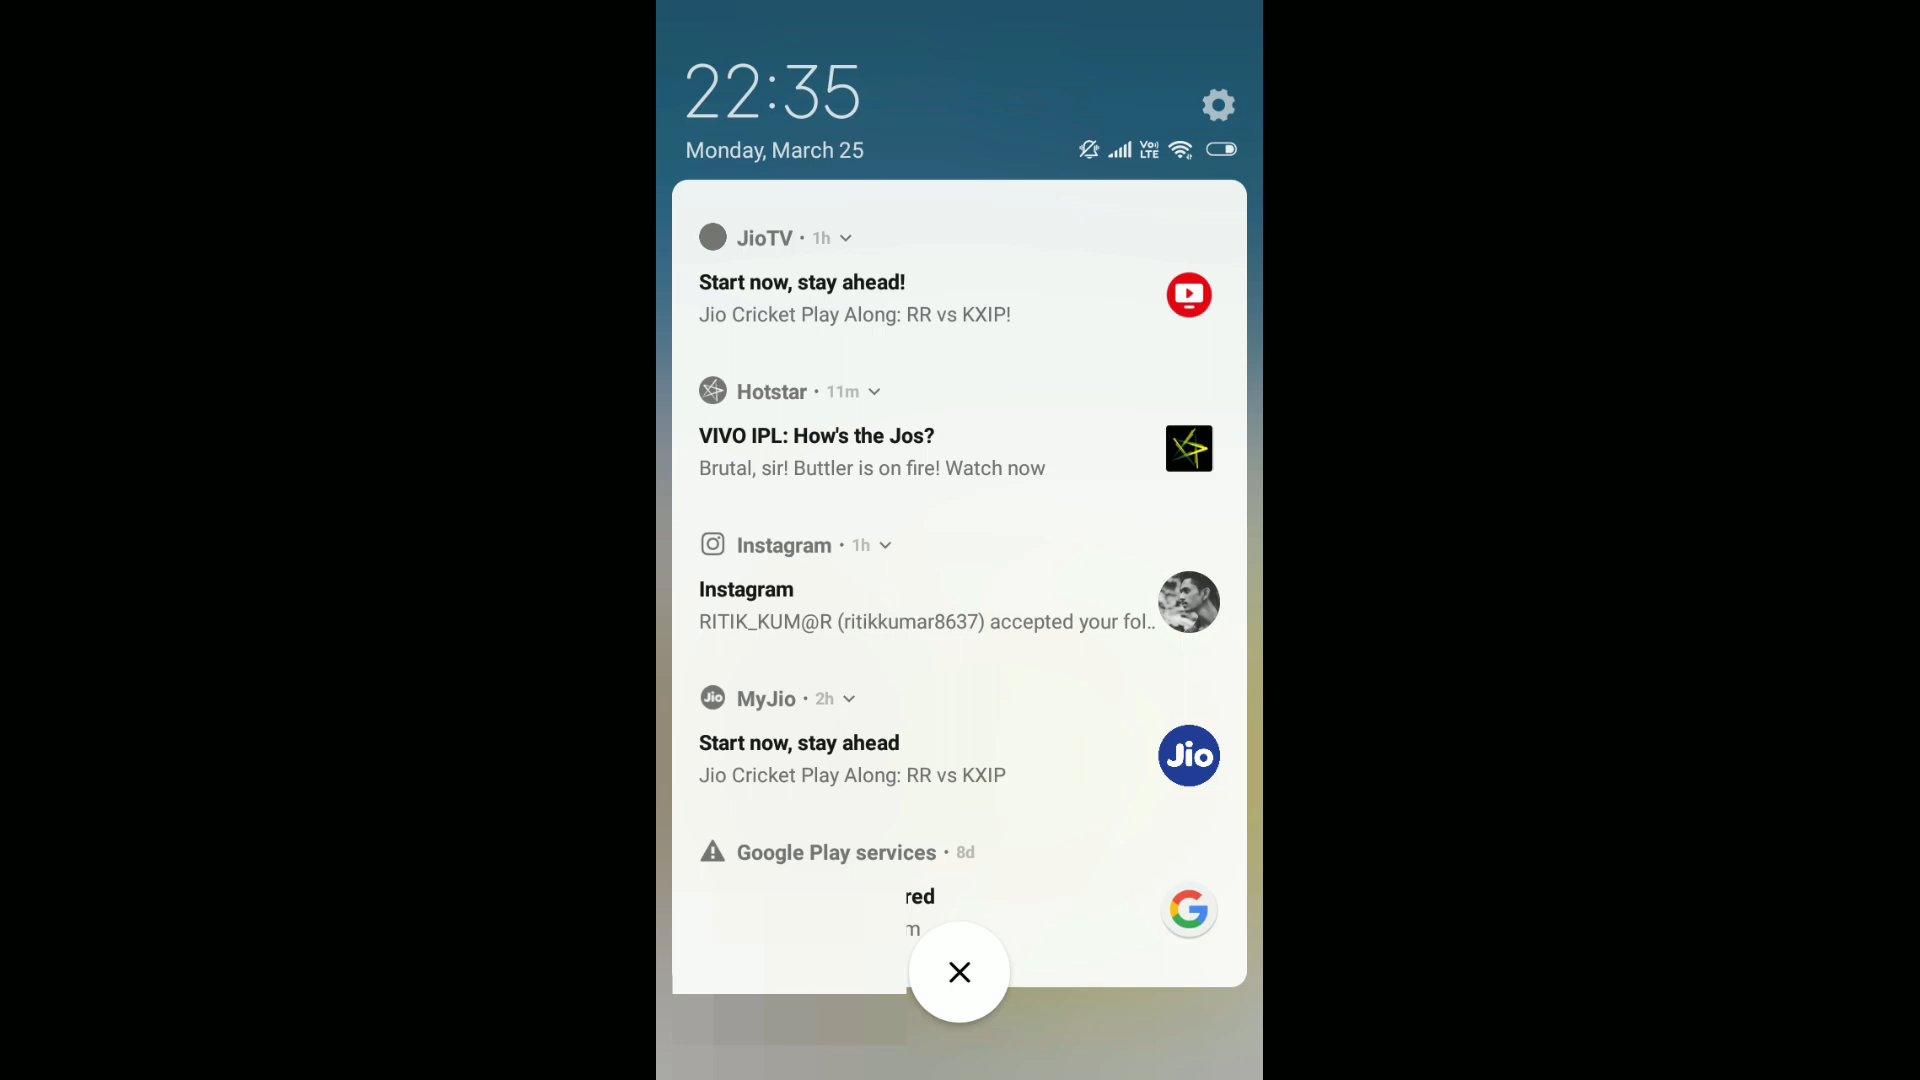 22:35
Monday, March 25
Vo)) LTE
JioTV • 1h
Start now, stay ahead!
Jio Cricket Play Along: RR vs KXIP!
Hotstar • 11m
VIVO IPL: How's the Jos?
Brutal, sir! Buttler is on fire! Watch now
Instagram • 1h
Instagram
RITIK_KUM@R (ritikkumar8637) accepted your fol..
Jio MyJio • 2h
Start now, stay ahead
Jio
Jio Cricket Play Along: RR vs KXIP
Google Play services • 8d
G